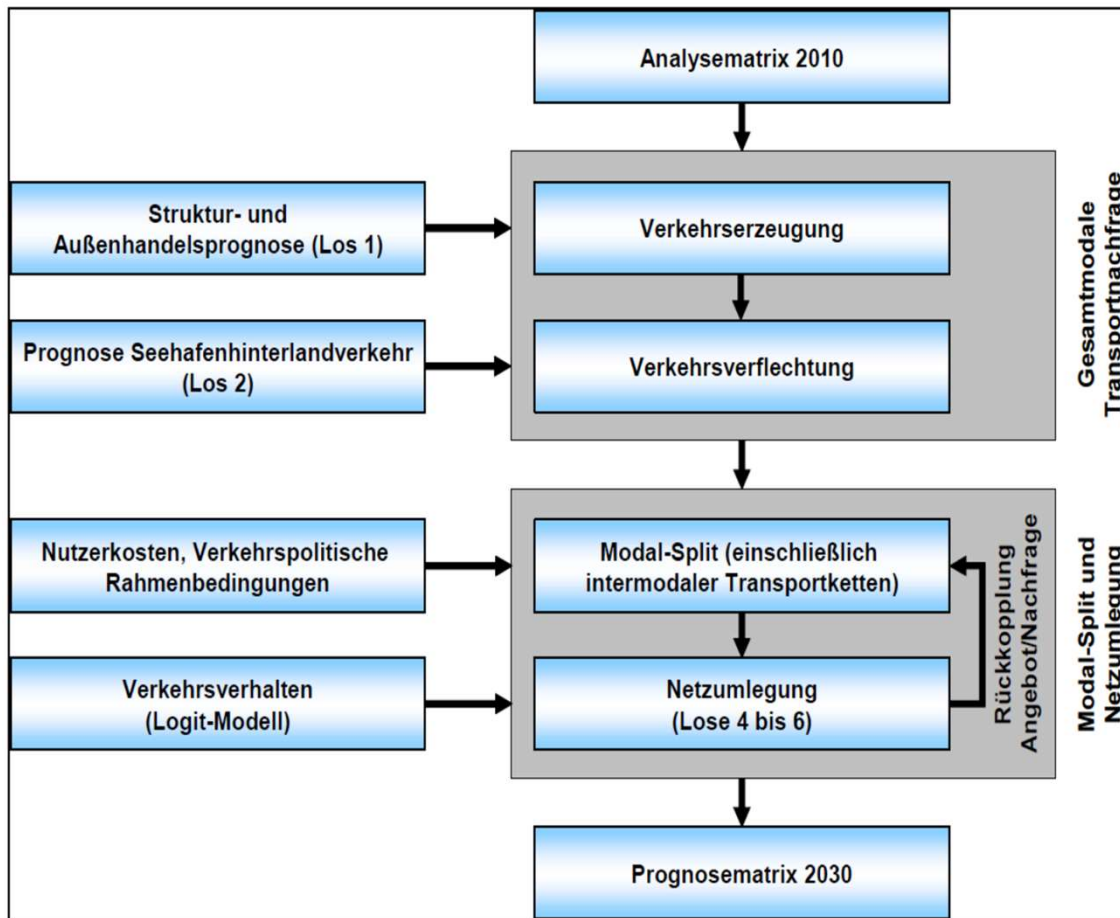 Analysematrix 2010
Struktur- und
Außenhandelsprognose (Los 1)
Verkehrserzeugung
Prognose Seehafenhinterlandverkehr
(Los 2)
Verkehrsverflechtung
Gesamtmodale
Transportnachfrage
Nutzerkosten, Verkehrspolitische
Rahmenbedingungen
Modal-Split (einschließlich
intermodaler Transportketten)
Verkehrsverhalten
(Logit-Modell)
Netzumlegung
(Lose 4 bis 6)
Rückkopplung
Angebot/Nachfrage
Modal-Split und
Netzumlegung
Prognosematrix 2030